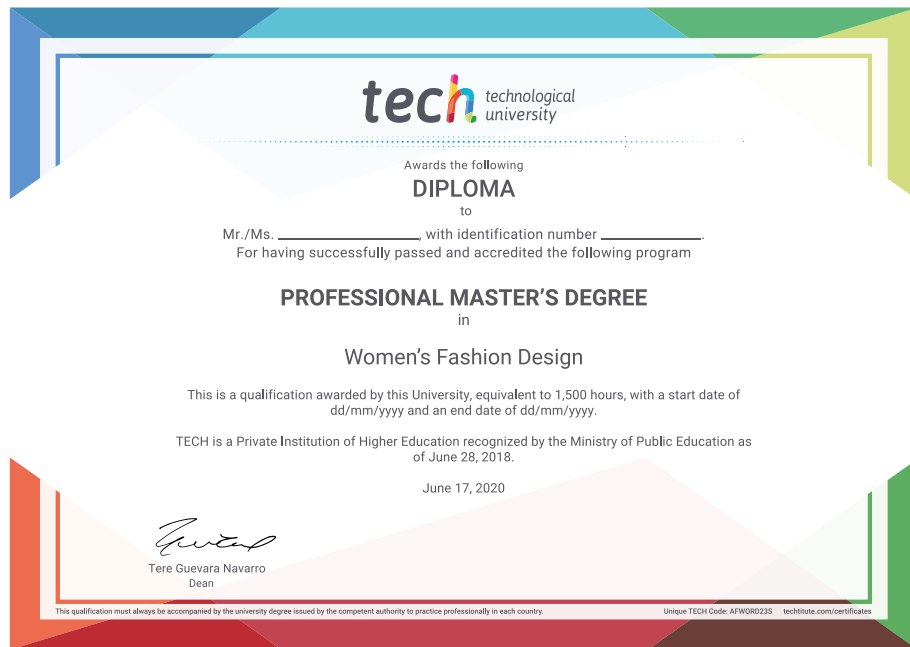 tech technological
university
Awards the following
DIPLOMA
to
Mr./Ms. ____________, with identification number ____________.
For having successfully passed and accredited the following program
PROFESSIONAL MASTER'S DEGREE
in
Women's Fashion Design
This is a qualification awarded by this University, equivalent to 1,500 hours, with a start date of
dd/mm/yyyy and an end date of dd/mm/yyyy.
TECH is a Private Institution of Higher Education recognized by the Ministry of Public Education as
of June 28, 2018.
June 17, 2020
Tere Guevara Navarro
Dean
This qualification must always be accompanied by the university degree issued by the competent authority to practice professionally in each country.
Unique TECH Code: AFWORD23S techtitute.com/certificates